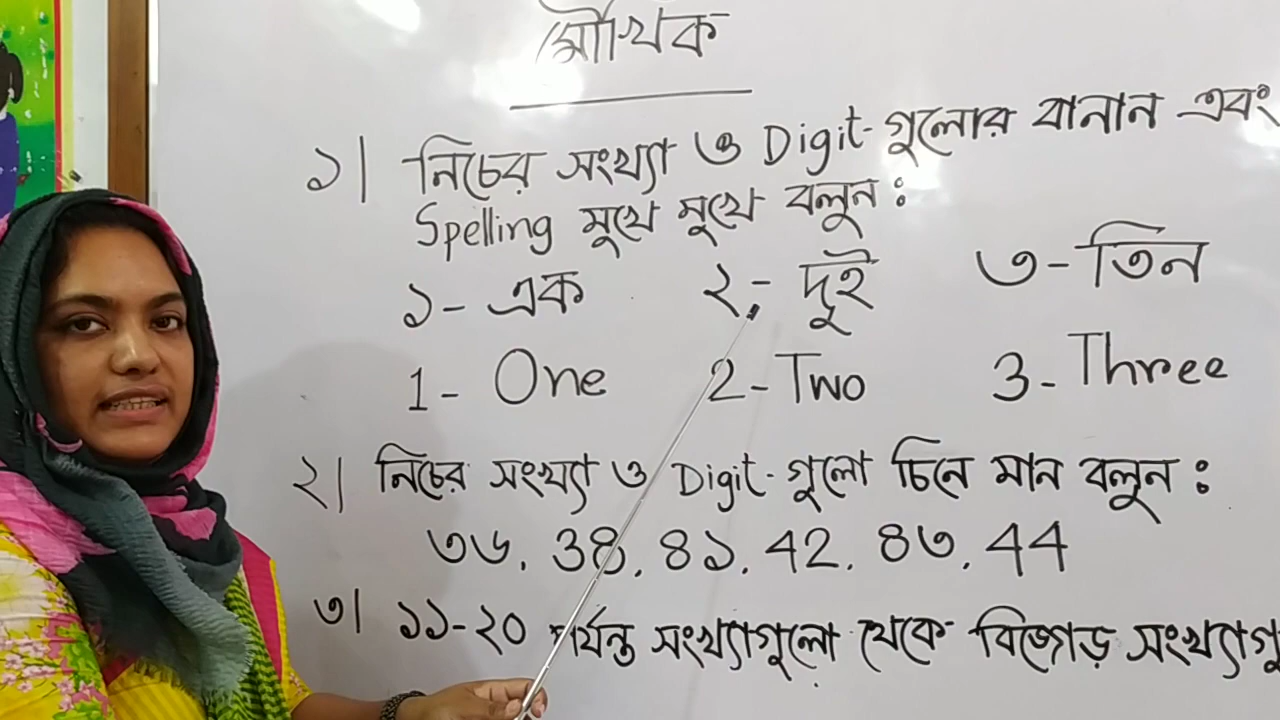 মৌখিক
১| নিচের সংখ্যা ও Digit-গুলোর বানান এবং
Spelling মুখে মুখে বলুন :
১- এক ২- দুই ৩- তিন
1- One 2- Two 3- Three
২| নিচের সংখ্যা ও Digit-গুলো চিনে মান বলুন :
৩৬. 38. ৪১. 42. ৪৩. 44
৩| ১১-২০ পর্যন্ত সংখ্যাগুলো থেকে বিজোড় সংখ্যাগু